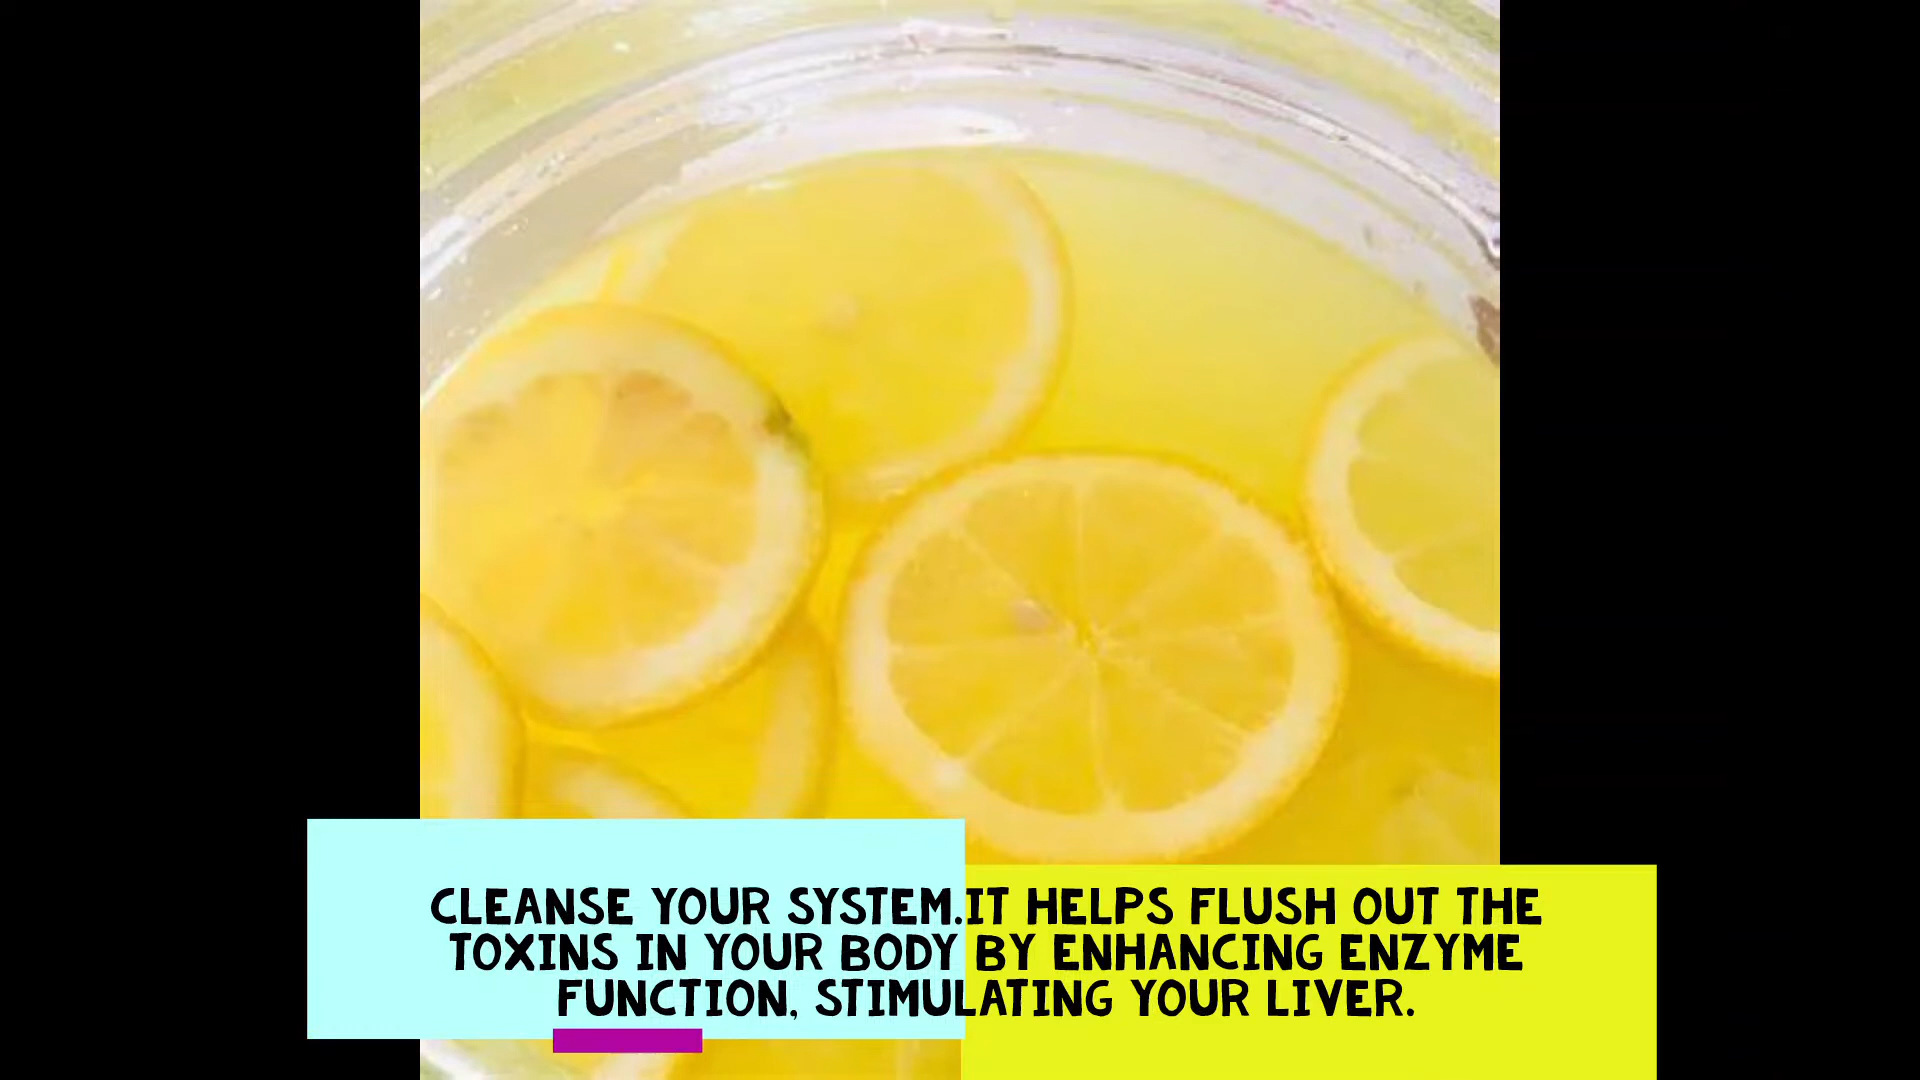 CLEANSE YOUR SYSTEM.IT HELPS FLUSH OUT THE
TOXINS IN YOUR BODY BY ENHANCING ENZYME
FUNCTION, STIMULATING YOUR LIVER.